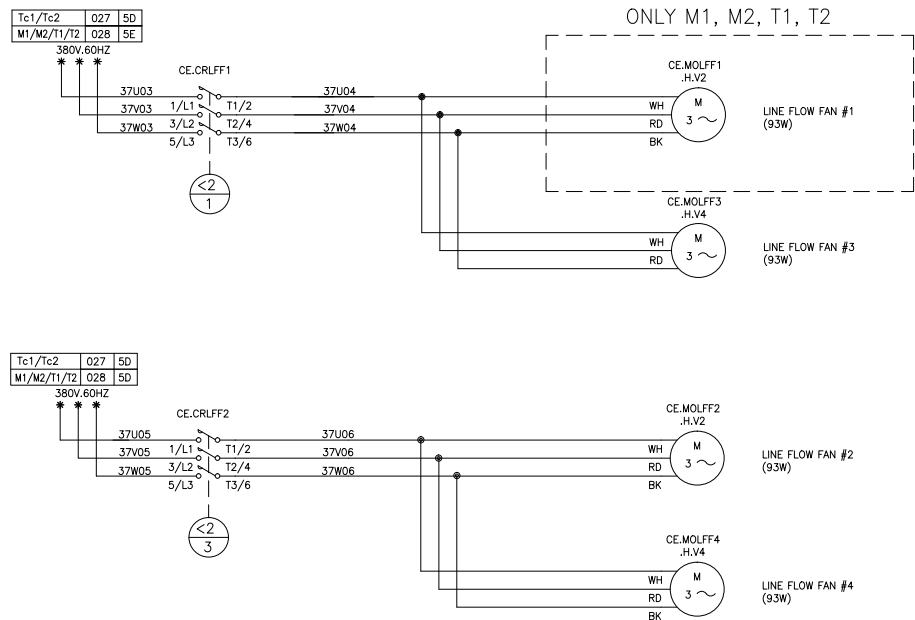 ONLY M1, M2, T1, T2
Tc1/Tc2 027 5D
M1/M2/T1/T2 028 5E
380V.60HZ
* * *
CE.CRLFF1
37U03
37V03
37W03
1/L1 T1/2
3/L2 T2/4
5/L3 T3/6
37U04
37V04
37W04
<2
1
CE.MOLFF1
.H.V2
WH
RD
BK
M
3 ~
LINE FLOW FAN #1
(93W)
CE.MOLFF3
.H.V4
WH
RD
M
3 ~
LINE FLOW FAN #3
(93W)
Tc1/Tc2 027 5D
M1/M2/T1/T2 028 5D
380V.60HZ
* * *
CE.CRLFF2
37U05
37V05
37W05
1/L1 T1/2
3/L2 T2/4
5/L3 T3/6
37U06
37V06
37W06
<2
3
CE.MOLFF2
.H.V2
WH
RD
BK
M
3 ~
LINE FLOW FAN #2
(93W)
CE.MOLFF4
.H.V4
WH
RD
BK
M
3 ~
LINE FLOW FAN #4
(93W)